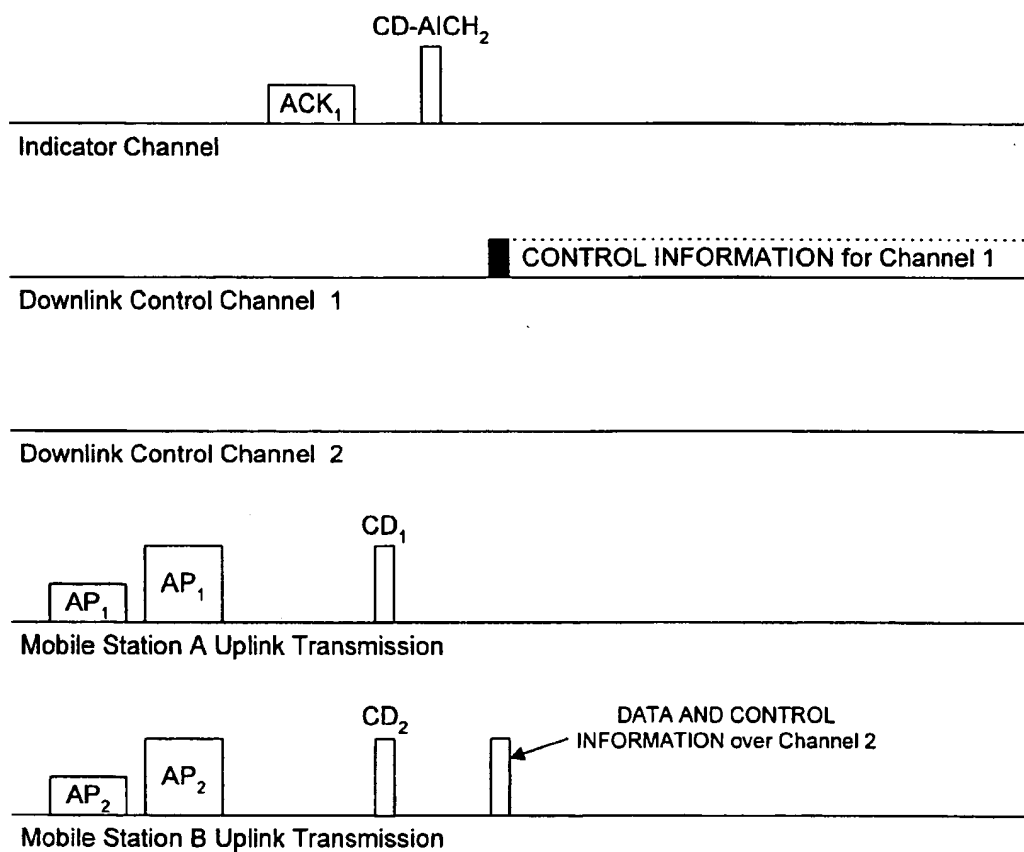 CD-AICH₂
ACK₁
Indicator Channel
CONTROL INFORMATION for Channel 1
Downlink Control Channel 1
Downlink Control Channel 2
CD₁
AP₁
AP₁
Mobile Station A Uplink Transmission
CD₂
DATA AND CONTROL
INFORMATION over Channel 2
AP₂
AP₂
Mobile Station B Uplink Transmission